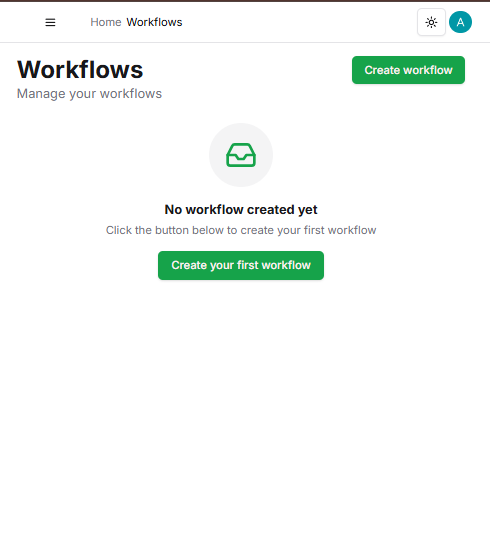 Home Workflows
A
Workflows
Create workflow
Manage your workflows
No workflow created yet
Click the button below to create your first workflow
Create your first workflow